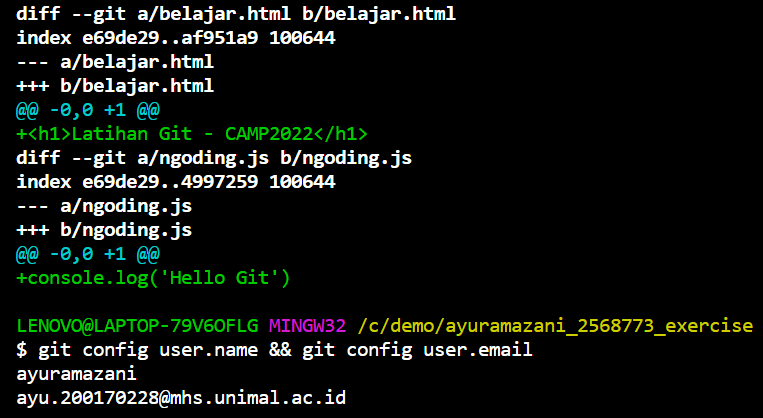 diff --git a/belajar.html b/belajar.html
index e69de29..af951a9 100644
--- a/belajar.html
+++ b/belajar.html
@@ -0,0 +1 @@
+<h1>Latihan Git - CAMP2022</h1>
diff --git a/ngoding.js b/ngoding.js
index e69de29..4997259 100644
--- a/ngoding.js
+++ b/ngoding.js
@@ -0,0 +1 @@
+console.log('Hello Git')
LENOVO@LAPTOP-79V6OFLG MINGW32 /c/demo/ayuramazani_2568773_exercise
$ git config user.name && git config user.email
ayuramazani
ayu.200170228@mhs.unimal.ac.id